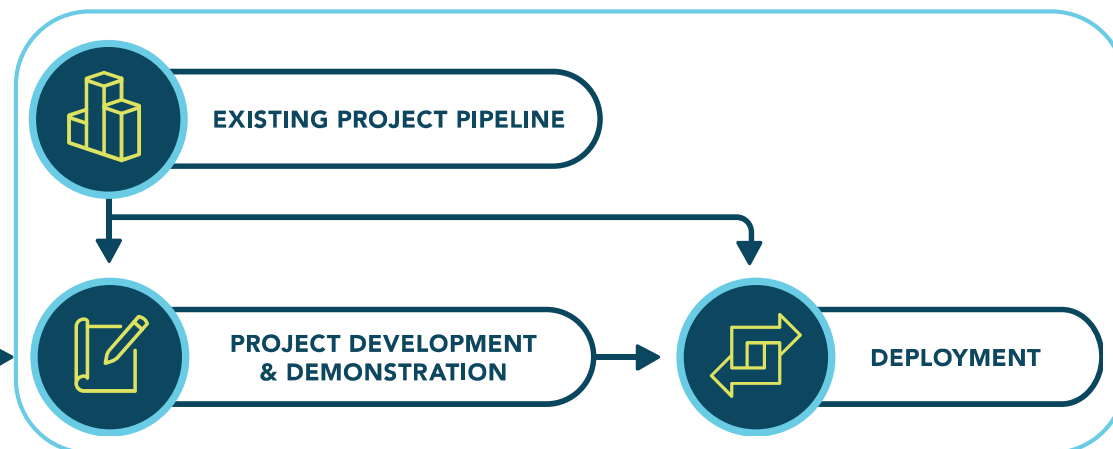 EXISTING PROJECT PIPELINE
PROJECT DEVELOPMENT
& DEMONSTRATION
DEPLOYMENT